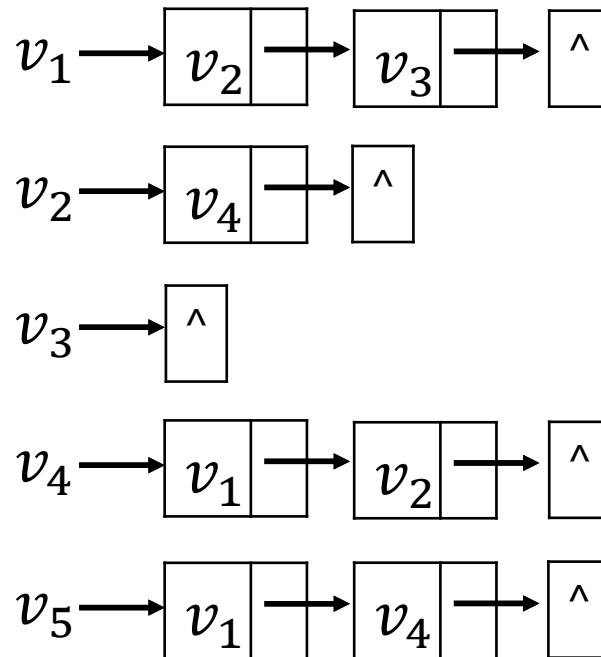 v₁ v₂ v₃ ^
v₂ v₄ ^
v₃ ^
v₄ v₁ v₂ ^
v₅ v₁ v₄ ^